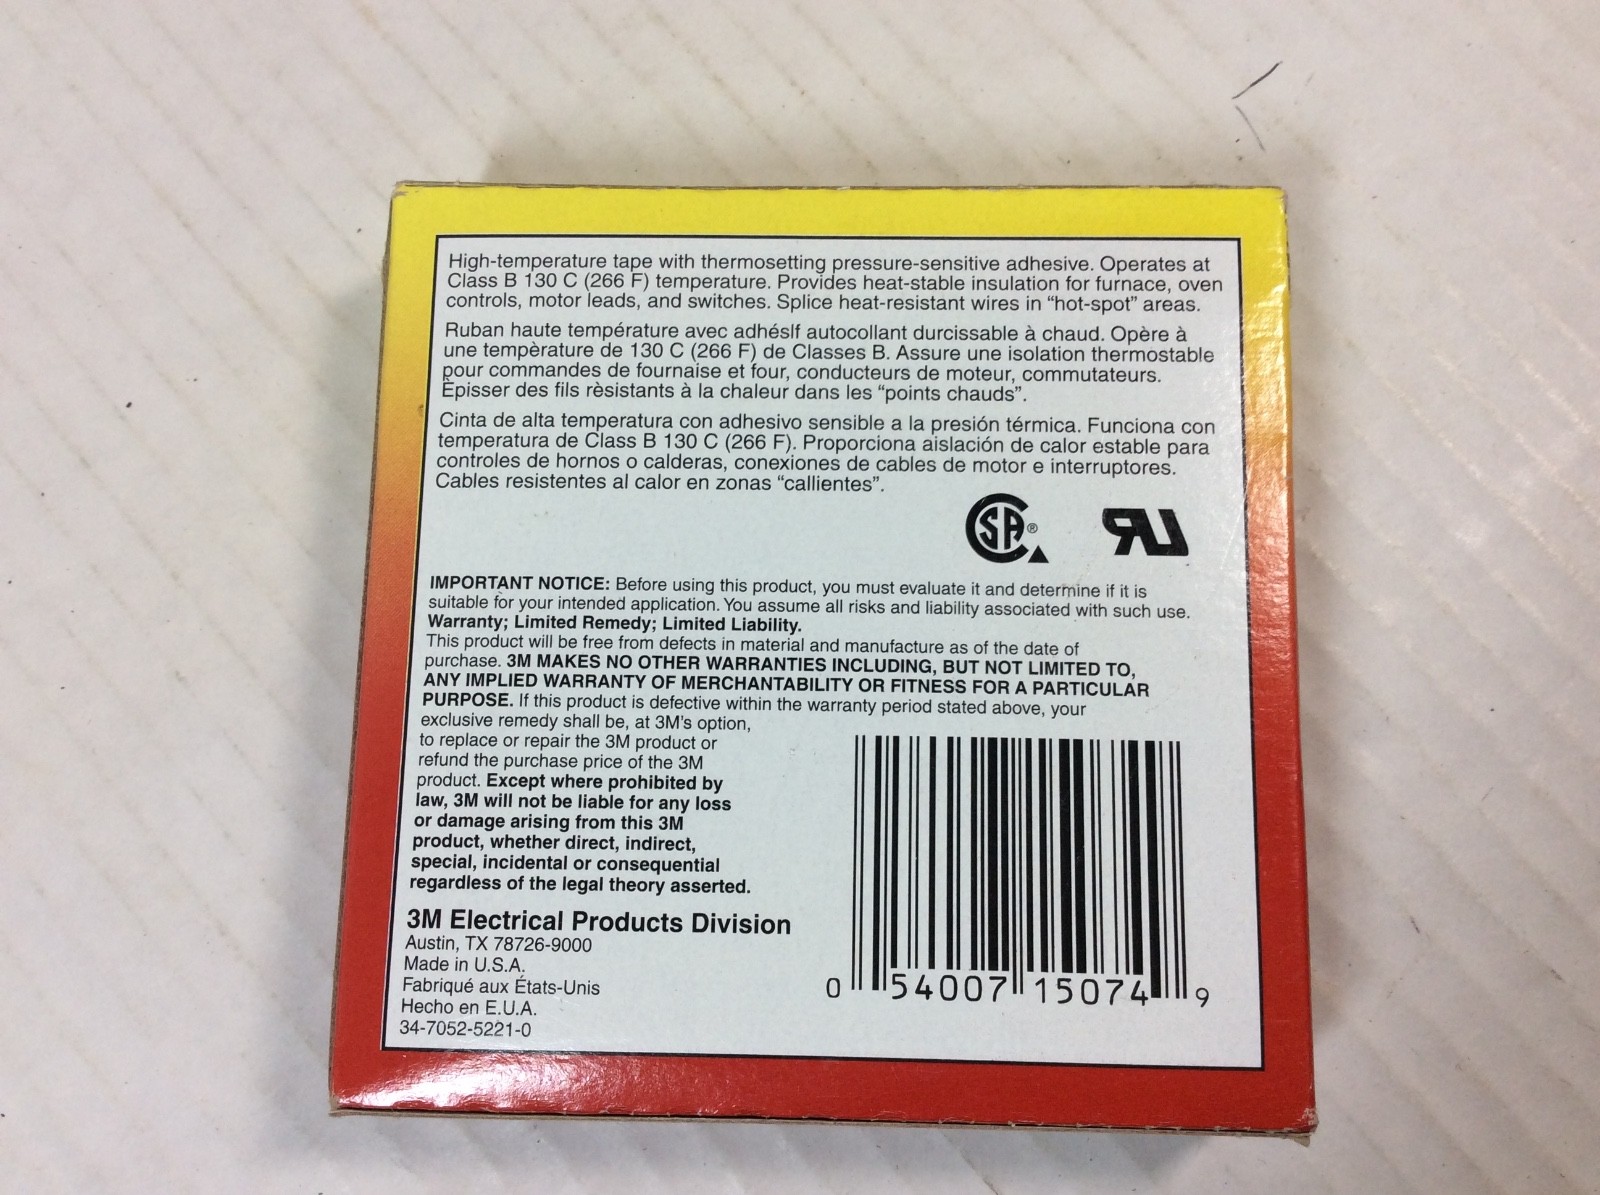 High-temperature tape with thermosetting pressure-sensitive adhesive. Operates at
Class B 130 C (266 F) temperature. Provides heat-stable insulation for furnace, oven
controls, motor leads, and switches. Splice heat-resistant wires in “hot-spot” areas.
Ruban haute température avec adhésIf autocollant durcissable à chaud. Opère à
une tempèrature de 130 C (266 F) de Classes B. Assure une isolation thermostable
pour commandes de fournaise et four, conducteurs de moteur, commutateurs.
Èpisser des fils rèsistants à la chaleur dans les “points chauds”.
Cinta de alta temperatura con adhesivo sensible a la presión térmica. Funciona con
temperatura de Class B 130 C (266 F). Proporciona aislación de calor estable para
controles de hornos o calderas, conexiones de cables de motor e interruptores.
Cables resistentes al calor en zonas “callientes”.
SA®
RU
IMPORTANT NOTICE: Before using this product, you must evaluate it and determine if it is
suitable for your intended application. You assume all risks and liability associated with such use.
Warranty; Limited Remedy; Limited Liability.
This product will be free from defects in material and manufacture as of the date of
purchase. 3M MAKES NO OTHER WARRANTIES INCLUDING, BUT NOT LIMITED TO,
ANY IMPLIED WARRANTY OF MERCHANTABILITY OR FITNESS FOR A PARTICULAR
PURPOSE. If this product is defective within the warranty period stated above, your
exclusive remedy shall be, at 3M's option,
to replace or repair the 3M product or
refund the purchase price of the 3M
product. Except where prohibited by
law, 3M will not be liable for any loss
or damage arising from this 3M
product, whether direct, indirect,
special, incidental or consequential
regardless of the legal theory asserted.
3M Electrical Products Division
Austin, TX 78726-9000
Made in U.S.A.
Fabriqué aux États-Unis
Hecho en E.U.A.
34-7052-5221-0
0 54007 15074 9